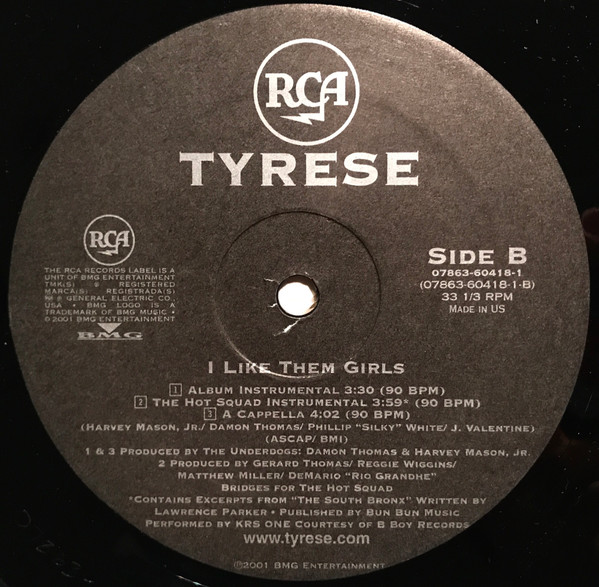 RCA
TYRESE
RCA
THE RCA RECORDS LABEL IS A
UNIT OF BMG ENTERTAINMENT
TMK(S) ® REGISTERED
MARCA(S) REGISTRADA(S)
GENERAL ELECTRIC CO.,
USA • BMG LOGO IS A
TRADEMARK OF BMG MUSIC •
©2001 BMG ENTERTAINMENT
BMG
SIDE B
07863-60418-1
(07863-60418-1-B)
33 1/3 RPM
MADE IN US
I LIKE THEM GIRLS
1 ALBUM INSTRUMENTAL 3:30 (90 BPM)
2 THE HOT SQUAD INSTRUMENTAL 3:59* (90 BPM)
3 A CAPPELLA 4:02 (90 BPM)
(HARVEY MASON, JR./ DAMON THOMAS/ PHILLIP "SILKY" WHITE/ J. VALENTINE)
(ASCAP/ BMI)
1 & 3 PRODUCED BY THE UNDERDOGS: DAMON THOMAS & HARVEY MASON, JR.
2 PRODUCED BY GERARD THOMAS/ REGGIE WIGGINS/
MATTHEW MILLER/ DEMARIO "RIO GRANDHE"
BRIDGES FOR THE HOT SQUAD
*CONTAINS EXCERPTS FROM "THE SOUTH BRONX" WRITTEN BY
LAWRENCE PARKER • PUBLISHED BY BUN BUN MUSIC
PERFORMED BY KRS ONE COURTESY OF B BOY RECORDS
www.tyrese.com
℗2001 BMG ENTERTAINMENT